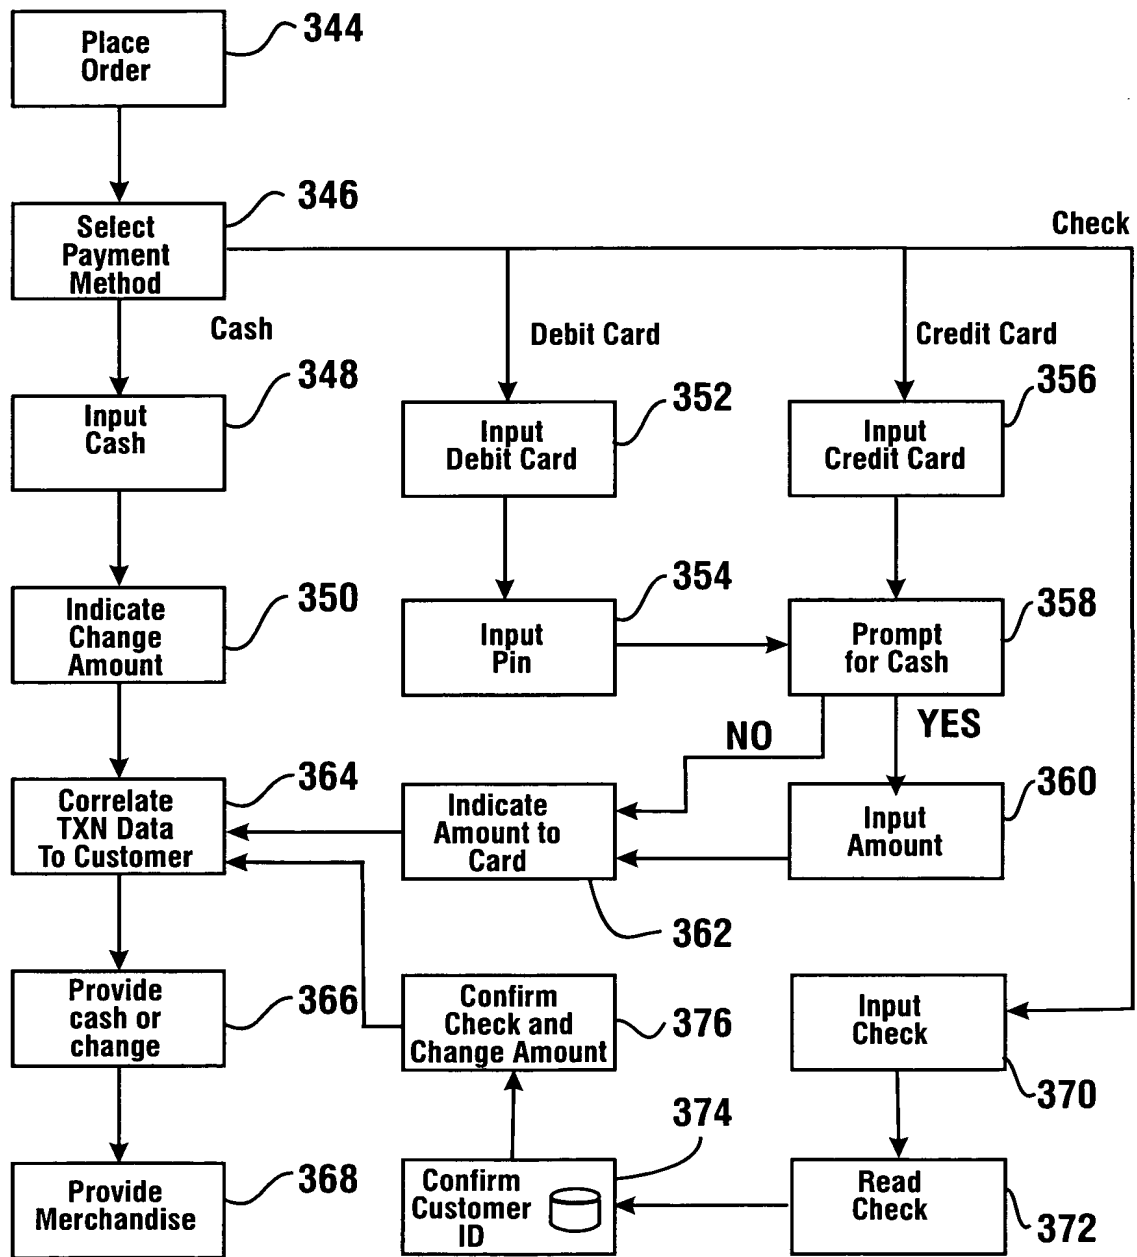 Place
Order
344
Select
Payment
Method
346
Check
Cash
Debit Card
Credit Card
Input
Cash
348
Input
Debit Card
352
Input
Credit Card
356
Indicate
Change
Amount
350
Input
Pin
354
Prompt
for Cash
358
NO
YES
Correlate
TXN Data
To Customer
364
Indicate
Amount to
Card
362
Input
Amount
360
Provide
cash or
change
366
Confirm
Check and
Change Amount
376
Input
Check
370
Provide
Merchandise
368
Confirm
Customer
ID
374
Read
Check
372